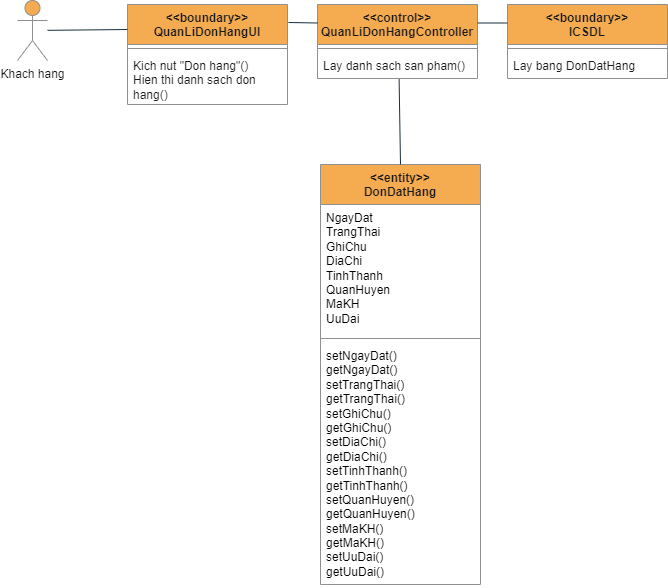 Khach hang
<<boundary>>
QuanLiDonHangUI
Kich nut "Don hang"()
Hien thi danh sach don
hang()
<<control>>
QuanLiDonHangController
Lay danh sach san pham()
<<boundary>>
ICSDL
Lay bang DonDatHang
<<entity>>
DonDatHang
NgayDat
TrangThai
GhiChu
DiaChi
TinhThanh
QuanHuyen
MaKH
UuDai
setNgayDat()
getNgayDat()
setTrangThai()
getTrangThai()
setGhiChu()
getGhiChu()
setDiaChi()
getDiaChi()
setTinhThanh()
getTinhThanh()
setQuanHuyen()
getQuanHuyen()
setMaKH()
getMaKH()
setUuDai()
getUuDai()